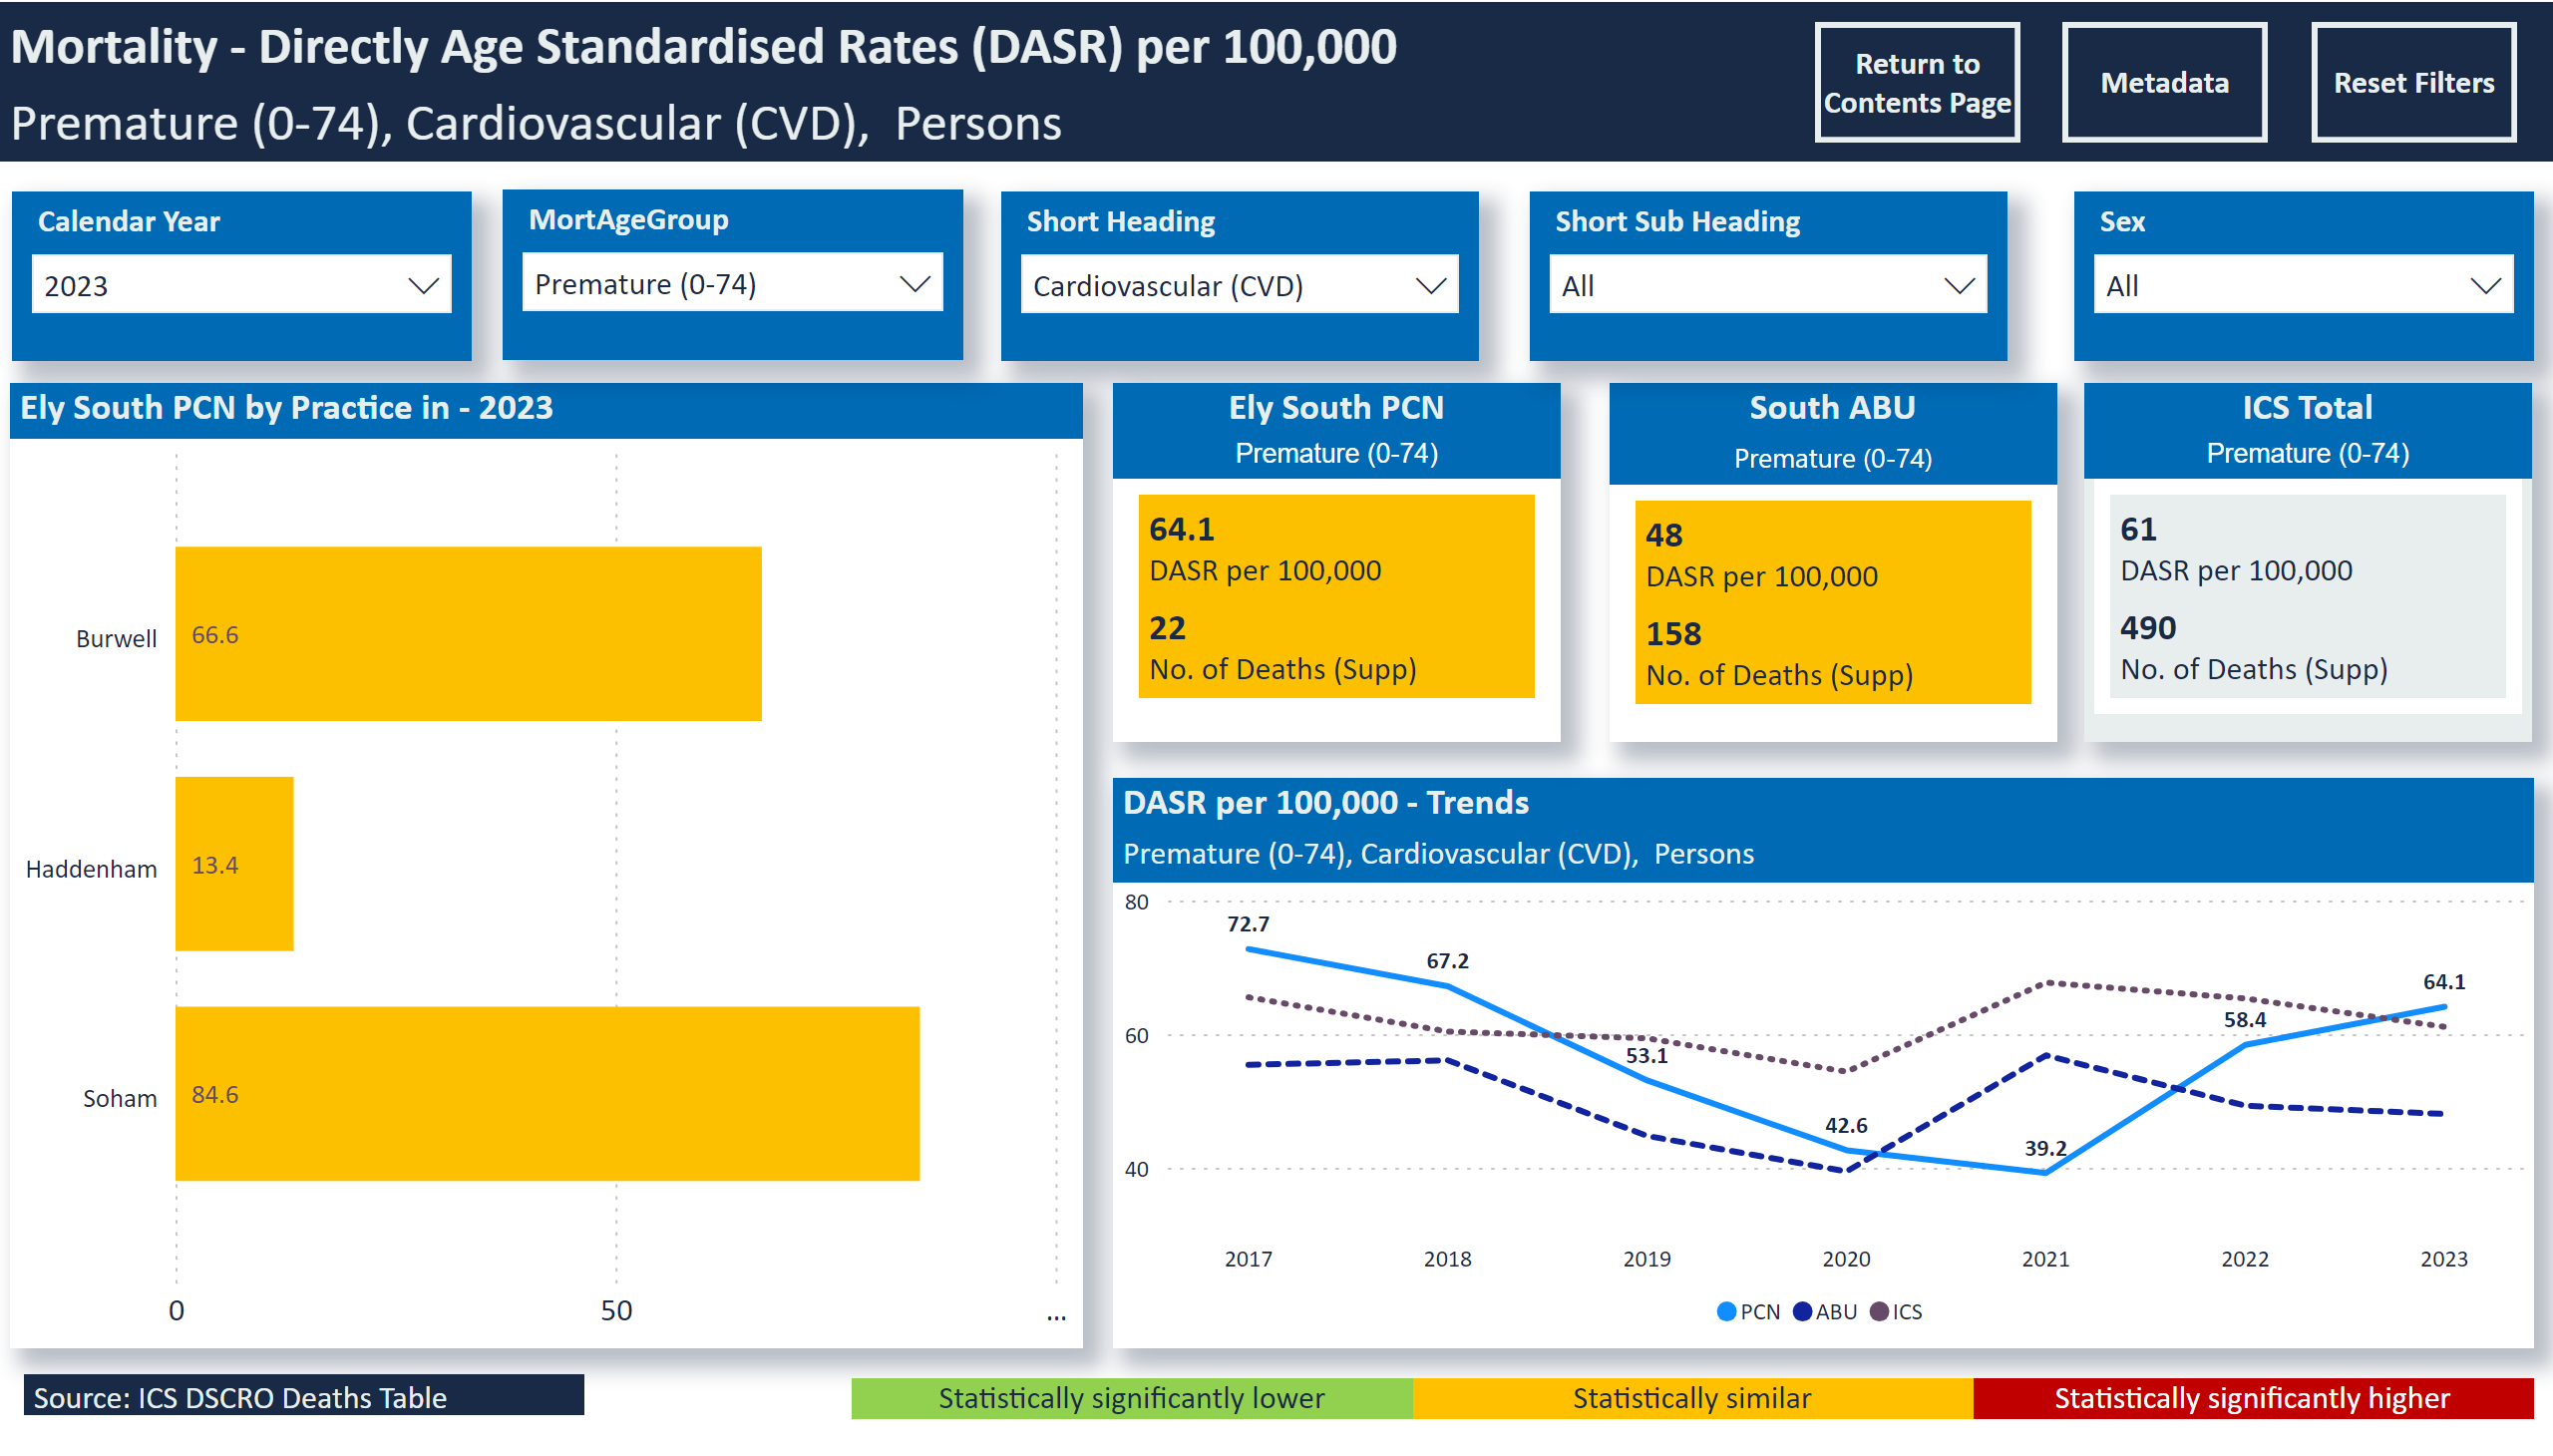 Mortality - Directly Age Standardised Rates (DASR) per 100,000
Premature (0-74), Cardiovascular (CVD),  Persons
Return to
Contents Page
Metadata
Reset Filters
Calendar Year
2023
MortAgeGroup
Premature (0-74)
Short Heading
Cardiovascular (CVD)
Short Sub Heading
All
Sex
All
Ely South PCN by Practice in - 2023
Burwell
66.6
Haddenham
13.4
Soham
84.6
0
50
...
Ely South PCN
Premature (0-74)
64.1
DASR per 100,000
22
No. of Deaths (Supp)
South ABU
Premature (0-74)
48
DASR per 100,000
158
No. of Deaths (Supp)
ICS Total
Premature (0-74)
61
DASR per 100,000
490
No. of Deaths (Supp)
DASR per 100,000 - Trends
Premature (0-74), Cardiovascular (CVD),  Persons
80
60
40
72.7
67.2
53.1
42.6
39.2
58.4
64.1
2017
2018
2019
2020
2021
2022
2023
PCN
ABU
ICS
Source: ICS DSCRO Deaths Table
Statistically significantly lower
Statistically similar
Statistically significantly higher